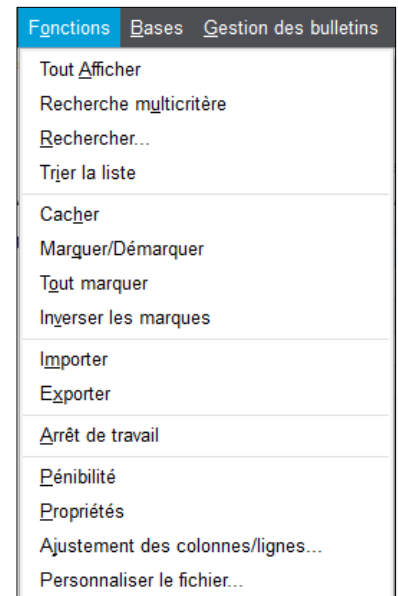 Fonctions Bases Gestion des bulletins
Tout Afficher
Recherche multicritère
Rechercher...
Trier la liste
Cacher
Marquer/Démarquer
Tout marquer
Inverser les marques
Importer
Exporter
Arrêt de travail
Pénibilité
Propriétés
Ajustement des colonnes/lignes...
Personnaliser le fichier...